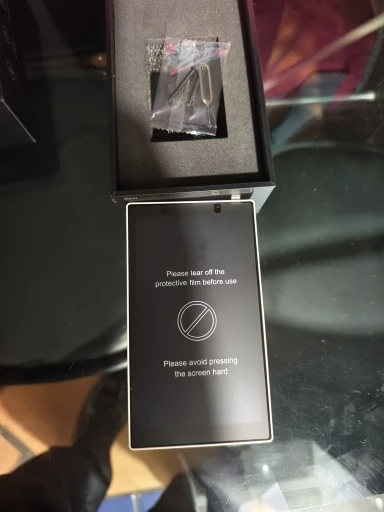 Please tear off the
protective film before use
Please avoid pressing
the screen hard